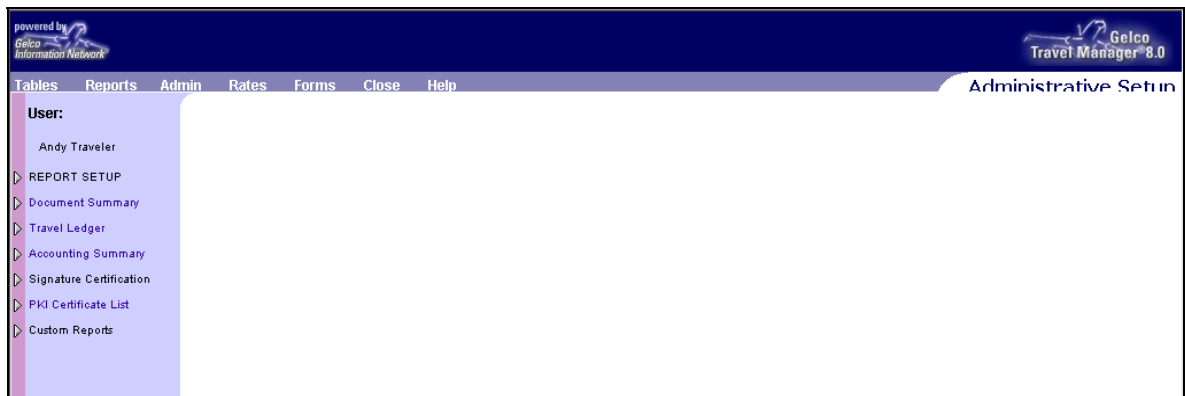 powered by
Gelco
Information Network
Gelco
Travel Manager® 8.0
Tables Reports Admin Rates Forms Close Help
Administrative Setup
User:
Andy Traveler
REPORT SETUP
Document Summary
Travel Ledger
Accounting Summary
Signature Certification
PKI Certificate List
Custom Reports